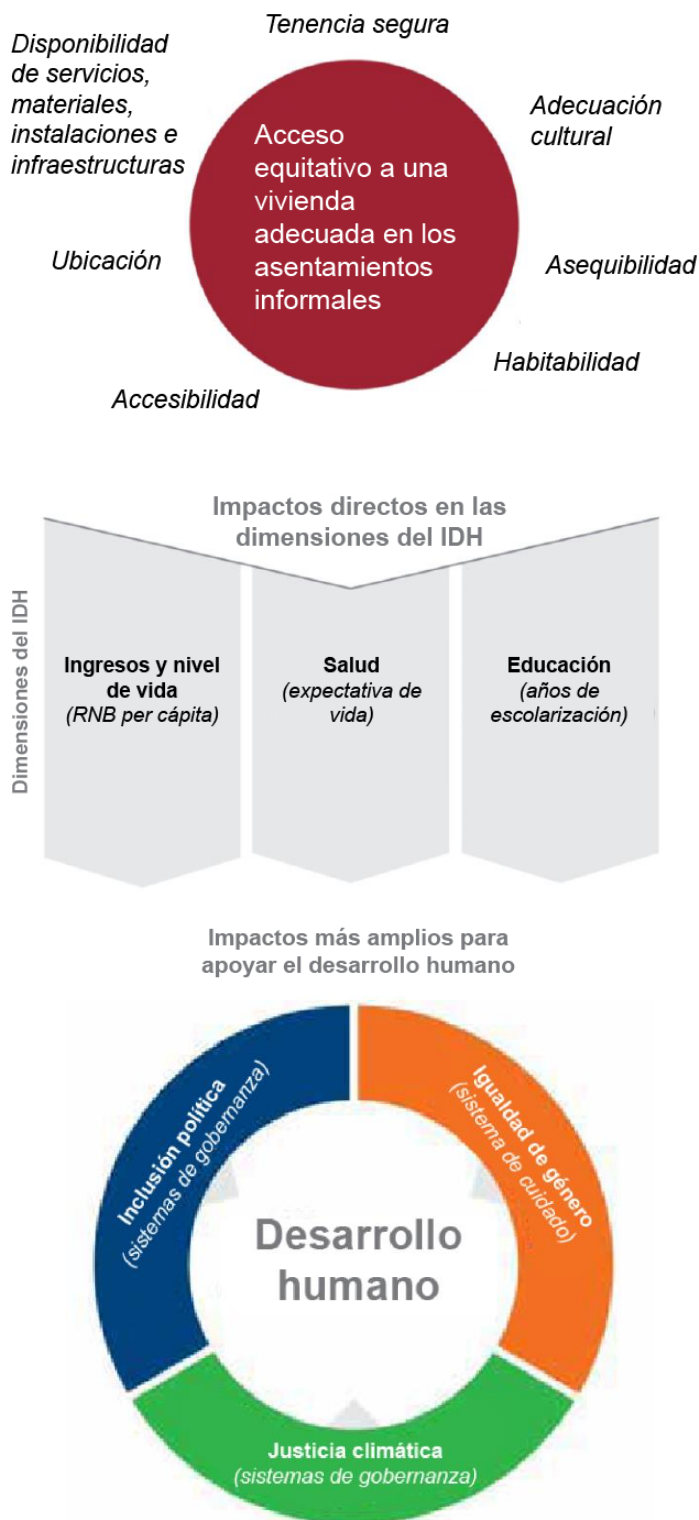 Tenencia segura
Disponibilidad
de servicios,
materiales,
instalaciones e
infraestructuras
Adecuación
cultural
Acceso
equitativo a una
vivienda
adecuada en los
asentamientos
informales
Ubicación
Asequibilidad
Habitabilidad
Accesibilidad
Impactos directos en las
dimensiones del IDH
Dimensiones del IDH
Ingresos y nivel
de vida
(RNB per cápita)
Salud
(expectativa de
vida)
Educación
(años de
escolarización)
Impactos más amplios para
apoyar el desarrollo humano
Inclusión política
(sistemas de gobernanza)
Igualdad de género
(sistema de cuidado)
Desarrollo
humano
Justicia climática
(sistemas de gobernanza)